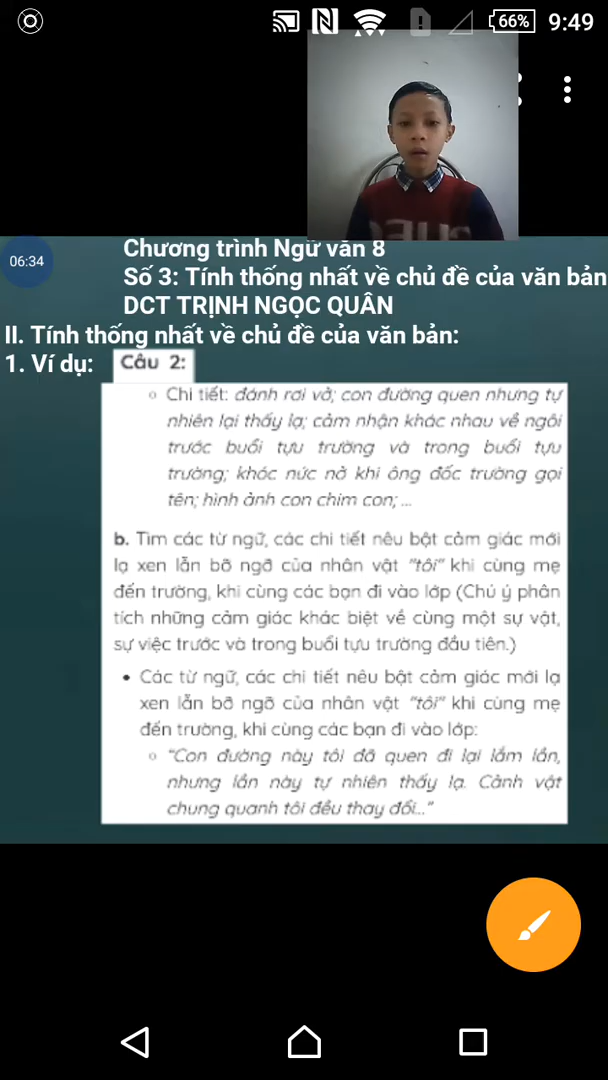 66%
9:49
06:34
Chương trình Ngữ văn 8
Số 3: Tính thống nhất về chủ đề của văn bản
DCT TRỊNH NGỌC QUÂN
II. Tính thống nhất về chủ đề của văn bản:
1. Ví dụ:
Câu 2:
Chi tiết: đánh rơi vở; con đường quen nhưng tự
nhiên lại thấy lạ; cảm nhận khác nhau về ngôi
trước buổi tựu trường và trong buổi tựu
trường; khóc nức nở khi ông đốc trường gọi
tên; hình ảnh con chim con; ...
b. Tìm các từ ngữ, các chi tiết nêu bật cảm giác mới
lạ xen lẫn bỡ ngỡ của nhân vật "tôi" khi cùng mẹ
đến trường, khi cùng các bạn đi vào lớp (Chú ý phân
tích những cảm giác khác biệt về cùng một sự vật,
sự việc trước và trong buổi tựu trường đầu tiên.)
• Các từ ngữ, các chi tiết nêu bật cảm giác mới lạ
xen lẫn bỡ ngỡ của nhân vật "tôi" khi cùng mẹ
đến trường, khi cùng các bạn đi vào lớp:
"Con đường này tôi đã quen đi lại lắm lần,
nhưng lần này tự nhiên thấy lạ. Cảnh vật
chung quanh tôi đều thay đổi..."